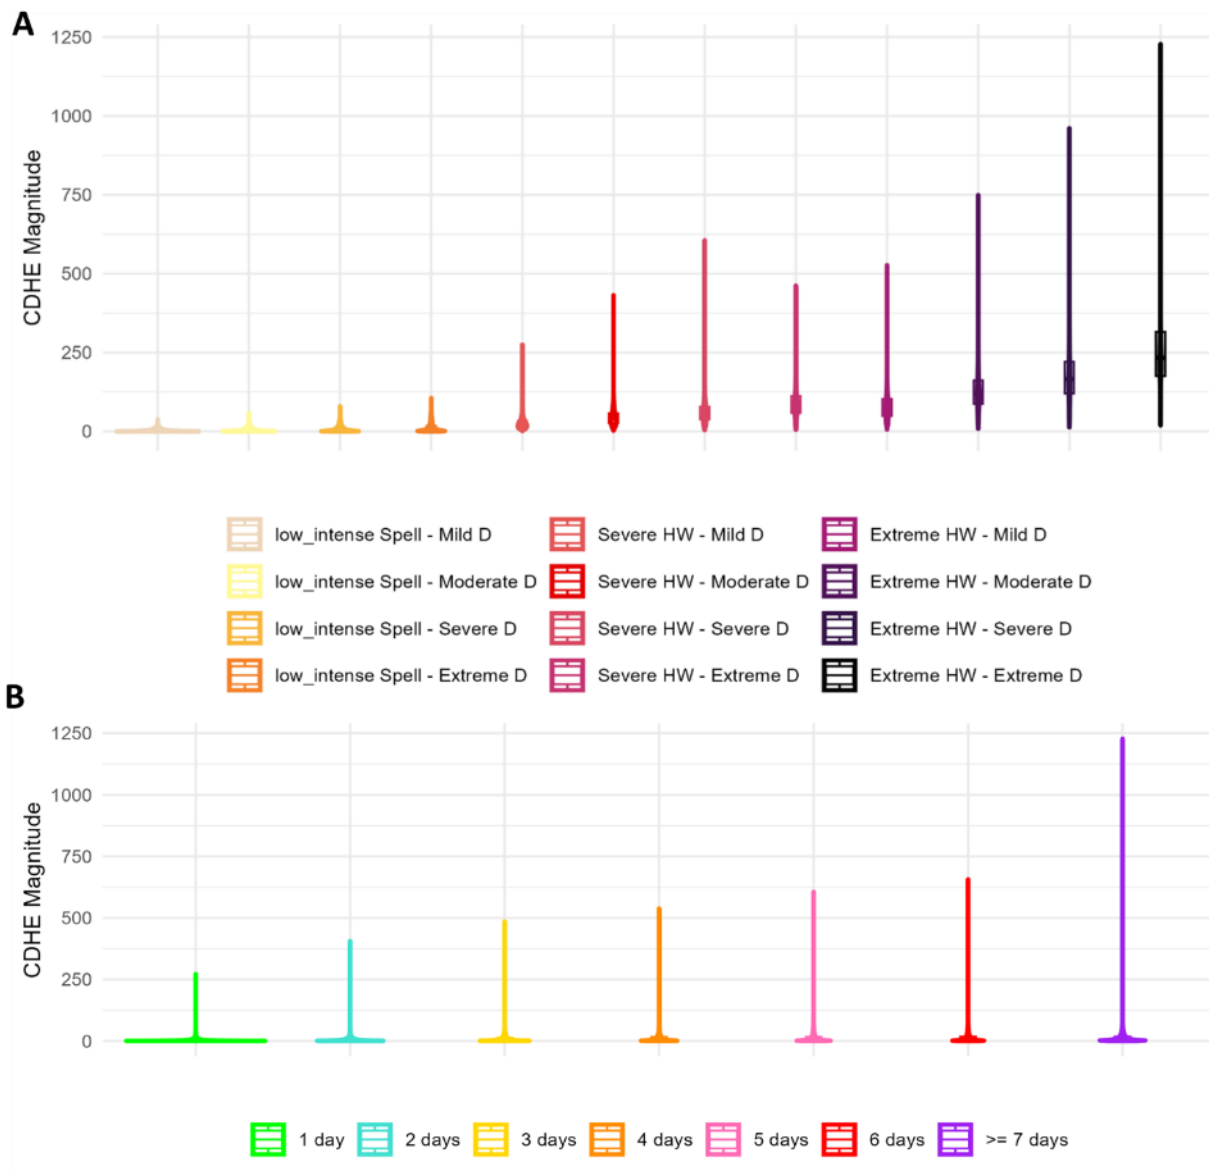 A
1250
1000
750
500
250
0
CDHE Magnitude
low_intense Spell - Mild D Severe HW - Mild D Extreme HW - Mild D
low_intense Spell - Moderate D Severe HW - Moderate D Extreme HW - Moderate D
low_intense Spell - Severe D Severe HW - Severe D Extreme HW - Severe D
low_intense Spell - Extreme D Severe HW - Extreme D Extreme HW - Extreme D
B
1250
1000
750
500
250
0
CDHE Magnitude
1 day 2 days 3 days 4 days 5 days 6 days >= 7 days